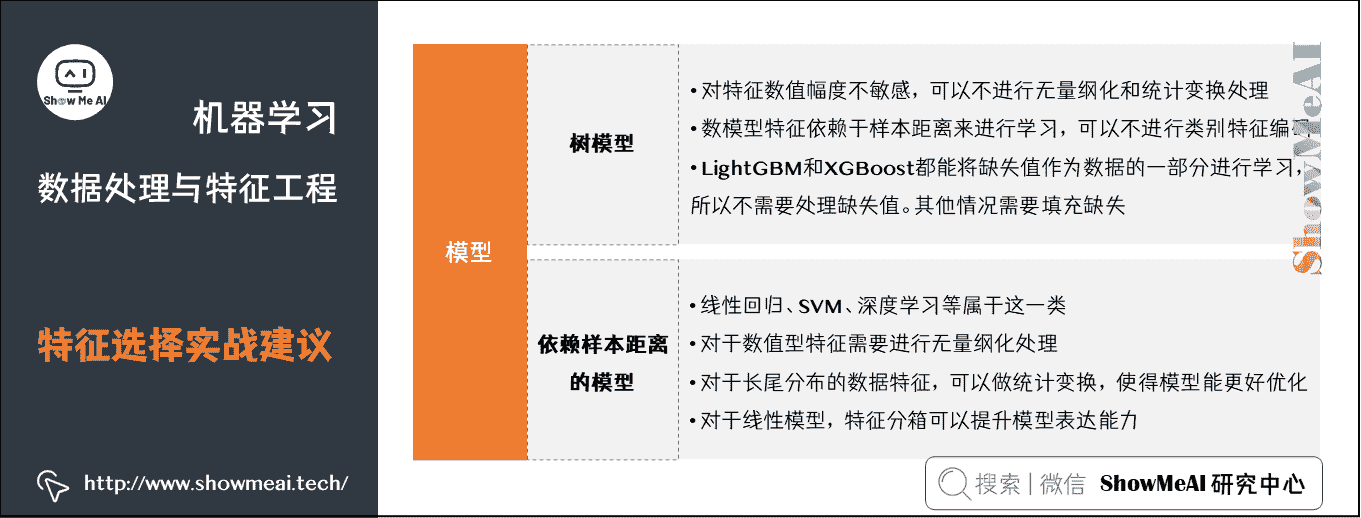 Show Me AI
机器学习
数据处理与特征工程
特征选择实战建议
http://www.showmeai.tech/
模型
树模型
•对特征数值幅度不敏感，可以不进行无量纲化和统计变换处理
•数模型特征依赖于样本距离来进行学习，可以不进行类别特征编
•LightGBM和XGBoost都能将缺失值作为数据的一部分进行学习，
所以不需要处理缺失值。其他情况需要填充缺失
依赖样本距离
的模型
•线性回归、SVM、深度学习等属于这一类
•对于数值型特征需要进行无量纲化处理
•对于长尾分布的数据特征，可以做统计变换，使得模型能更好优化
•对于线性模型，特征分箱可以提升模型表达能力
ShowMeAI
搜索|微信 ShowMeAI 研究中心